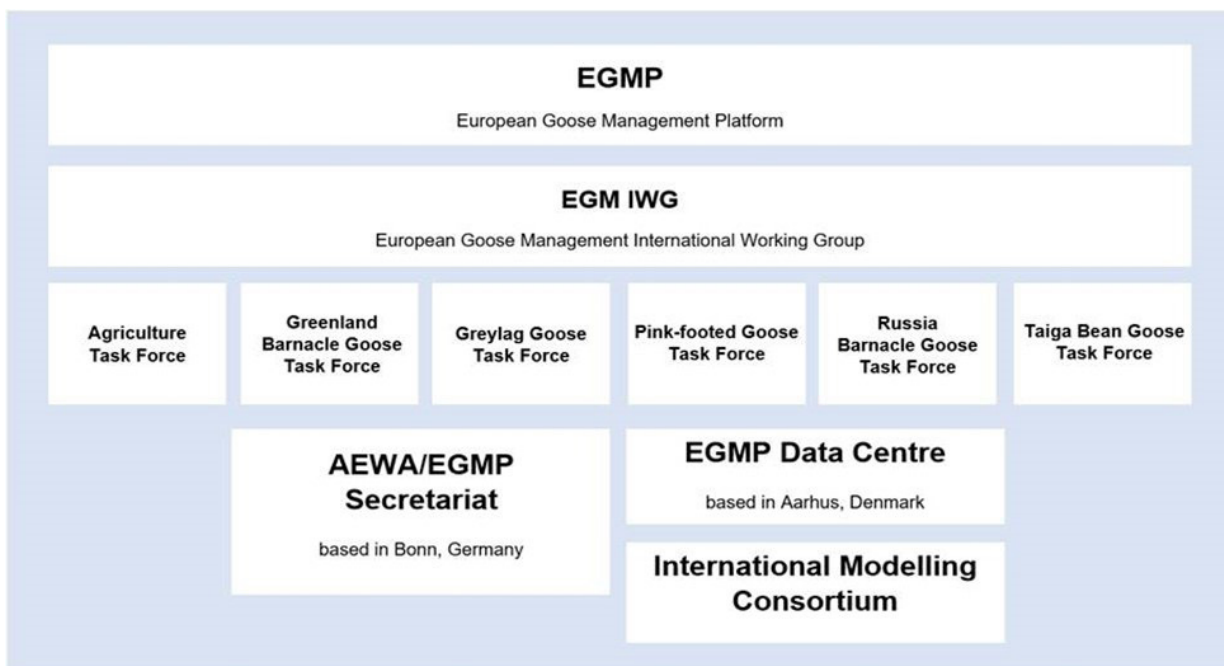 EGMP
European Goose Management Platform
EGM IWG
European Goose Management International Working Group
Agriculture
Task Force
Greenland
Barnacle Goose
Task Force
Greylag Goose
Task Force
Pink-footed Goose
Task Force
Russia
Barnacle Goose
Task Force
Taiga Bean Goose
Task Force
AEWA/EGMP
Secretariat
based in Bonn, Germany
EGMP Data Centre
based in Aarhus, Denmark
International Modelling
Consortium